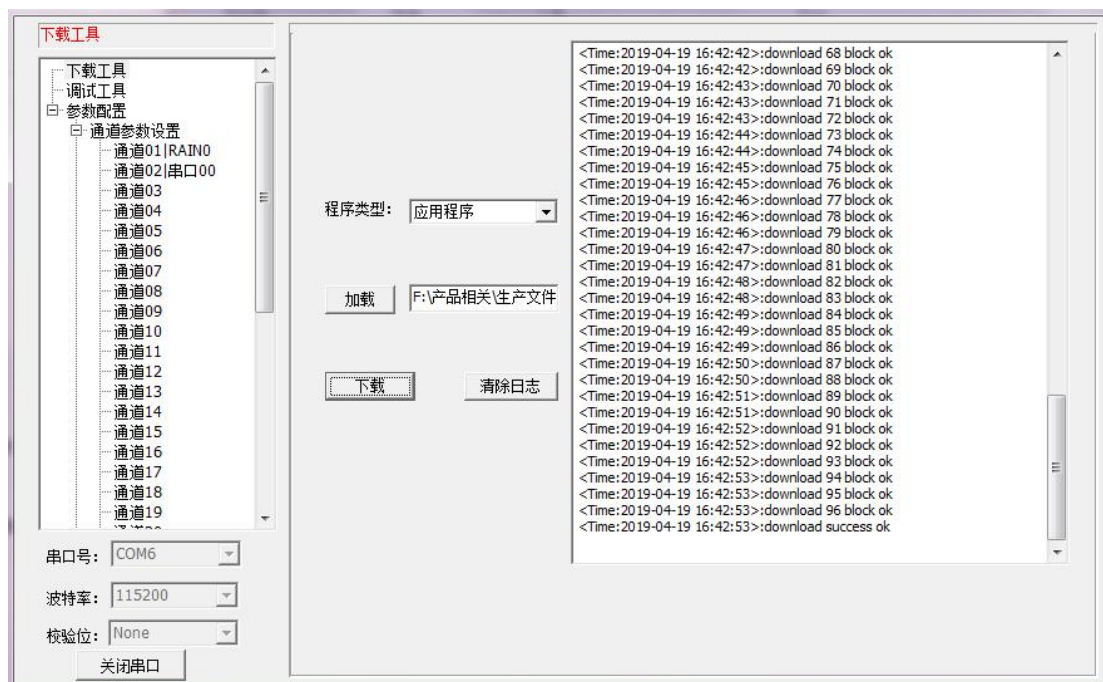 下载工具
下载工具
调试工具
参数配置
通道参数设置
通道01|RAIN0
通道02|串口00
通道03
通道04
通道05
通道06
通道07
通道08
通道09
通道10
通道11
通道12
通道13
通道14
通道15
通道16
通道17
通道18
通道19
串口号: COM6
波特率: 115200
校验位: None
关闭串口
程序类型: 应用程序
加载 F:\产品相关\生产文件
下载 清除日志
<Time:2019-04-19 16:42:42>:download 68 block ok
<Time:2019-04-19 16:42:42>:download 69 block ok
<Time:2019-04-19 16:42:43>:download 70 block ok
<Time:2019-04-19 16:42:43>:download 71 block ok
<Time:2019-04-19 16:42:43>:download 72 block ok
<Time:2019-04-19 16:42:44>:download 73 block ok
<Time:2019-04-19 16:42:44>:download 74 block ok
<Time:2019-04-19 16:42:45>:download 75 block ok
<Time:2019-04-19 16:42:45>:download 76 block ok
<Time:2019-04-19 16:42:46>:download 77 block ok
<Time:2019-04-19 16:42:46>:download 78 block ok
<Time:2019-04-19 16:42:46>:download 79 block ok
<Time:2019-04-19 16:42:47>:download 80 block ok
<Time:2019-04-19 16:42:47>:download 81 block ok
<Time:2019-04-19 16:42:48>:download 82 block ok
<Time:2019-04-19 16:42:48>:download 83 block ok
<Time:2019-04-19 16:42:49>:download 84 block ok
<Time:2019-04-19 16:42:49>:download 85 block ok
<Time:2019-04-19 16:42:49>:download 86 block ok
<Time:2019-04-19 16:42:50>:download 87 block ok
<Time:2019-04-19 16:42:50>:download 88 block ok
<Time:2019-04-19 16:42:51>:download 89 block ok
<Time:2019-04-19 16:42:51>:download 90 block ok
<Time:2019-04-19 16:42:52>:download 91 block ok
<Time:2019-04-19 16:42:52>:download 92 block ok
<Time:2019-04-19 16:42:52>:download 93 block ok
<Time:2019-04-19 16:42:53>:download 94 block ok
<Time:2019-04-19 16:42:53>:download 95 block ok
<Time:2019-04-19 16:42:53>:download 96 block ok
<Time:2019-04-19 16:42:53>:download success ok